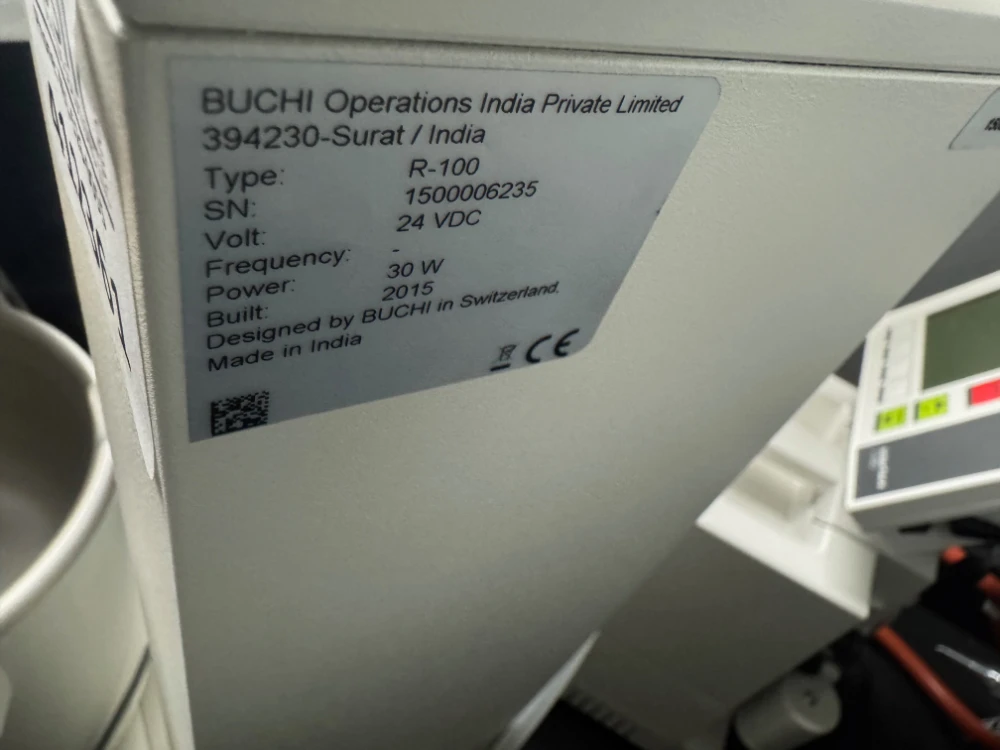 BUCHI Operations India Private Limited
394230-Surat / India
Type: R-100
SN: 1500006235
Volt: 24 VDC
Frequency: -
Power: 30 W
Built: 2015
Designed by BUCHI in Switzerland.
Made in India
CE